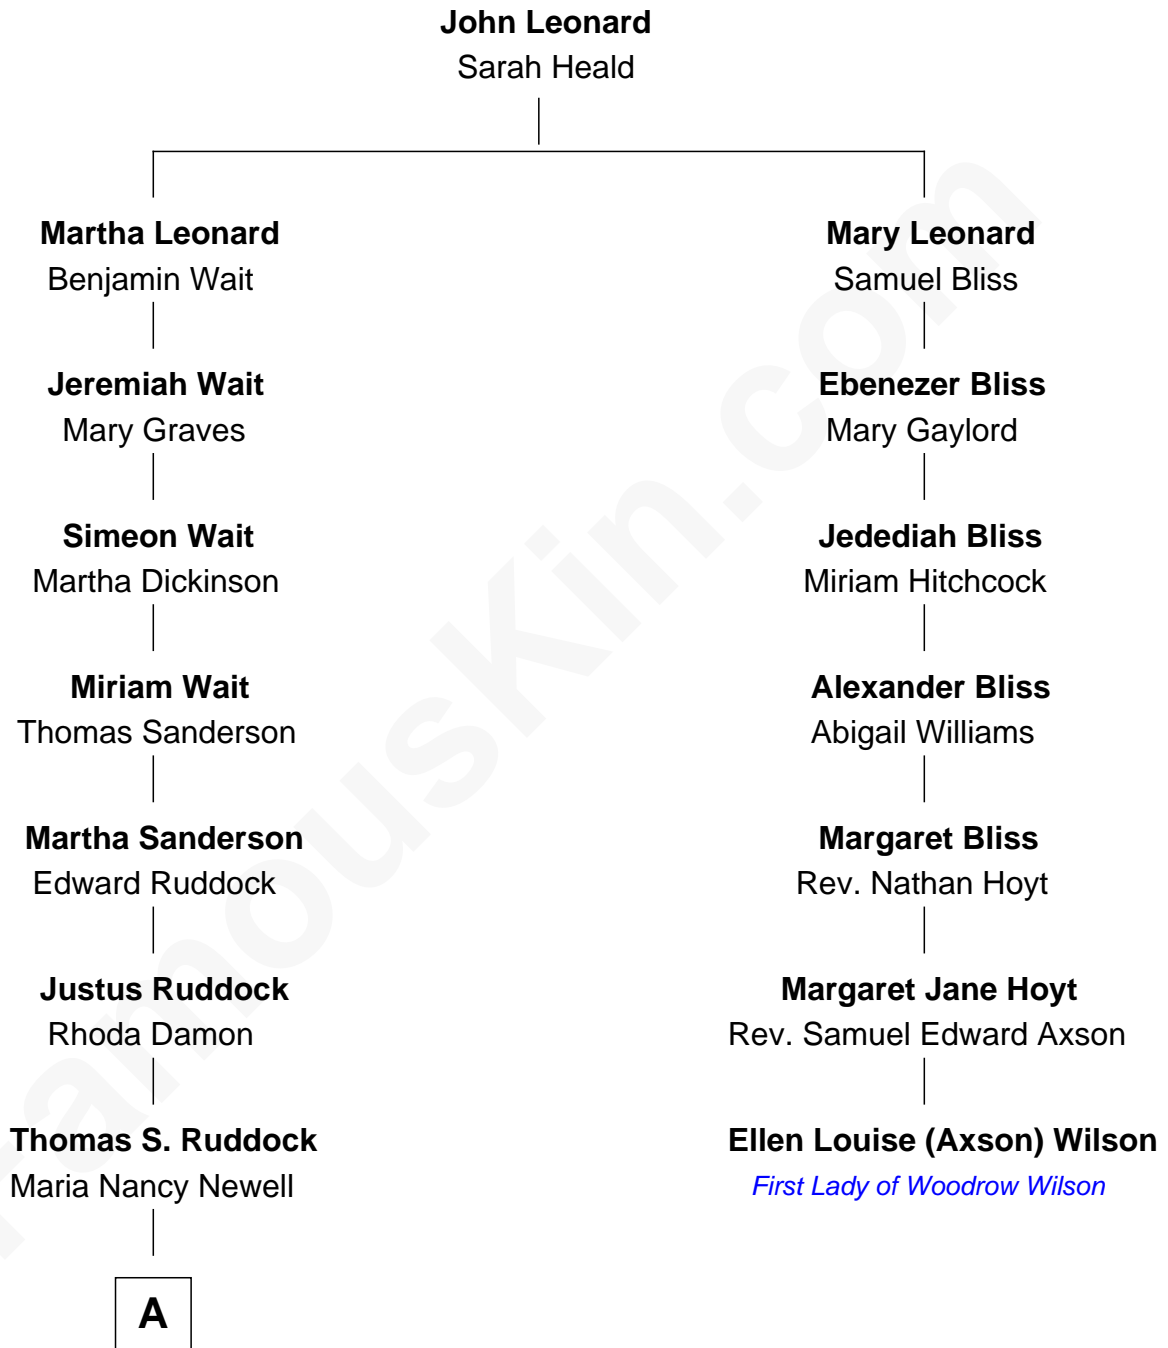 John Leonard
Sarah Heald
Martha Leonard
Benjamin Wait
Mary Leonard
Samuel Bliss
Jeremiah Wait
Mary Graves
Ebenezer Bliss
Mary Gaylord
Simeon Wait
Martha Dickinson
Jedediah Bliss
Miriam Hitchcock
Miriam Wait
Thomas Sanderson
Alexander Bliss
Abigail Williams
Martha Sanderson
Edward Ruddock
Margaret Bliss
Rev. Nathan Hoyt
Justus Ruddock
Rhoda Damon
Margaret Jane Hoyt
Rev. Samuel Edward Axson
Thomas S. Ruddock
Maria Nancy Newell
Ellen Louise (Axson) Wilson
First Lady of Woodrow Wilson
A
FamousKin.com